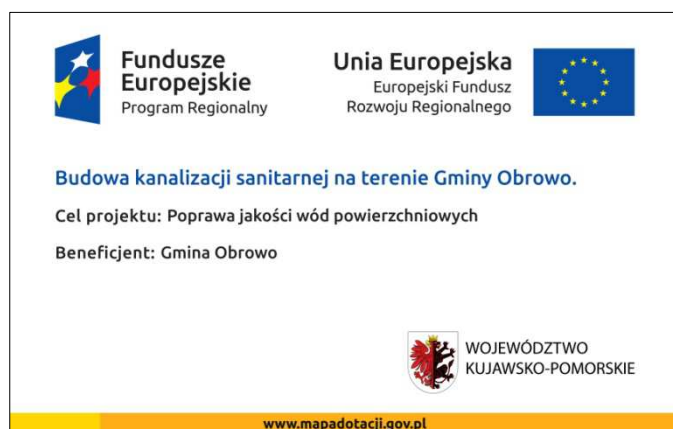 Fundusze
Europejskie
Program Regionalny
Unia Europejska
Europejski Fundusz
Rozwoju Regionalnego
Budowa kanalizacji sanitarnej na terenie Gminy Obrowo.
Cel projektu: Poprawa jakości wód powierzchniowych
Beneficjent: Gmina Obrowo
WOJEWÓDZTWO
KUJAWSKO-POMORSKIE
www.mapadotacji.gov.pl